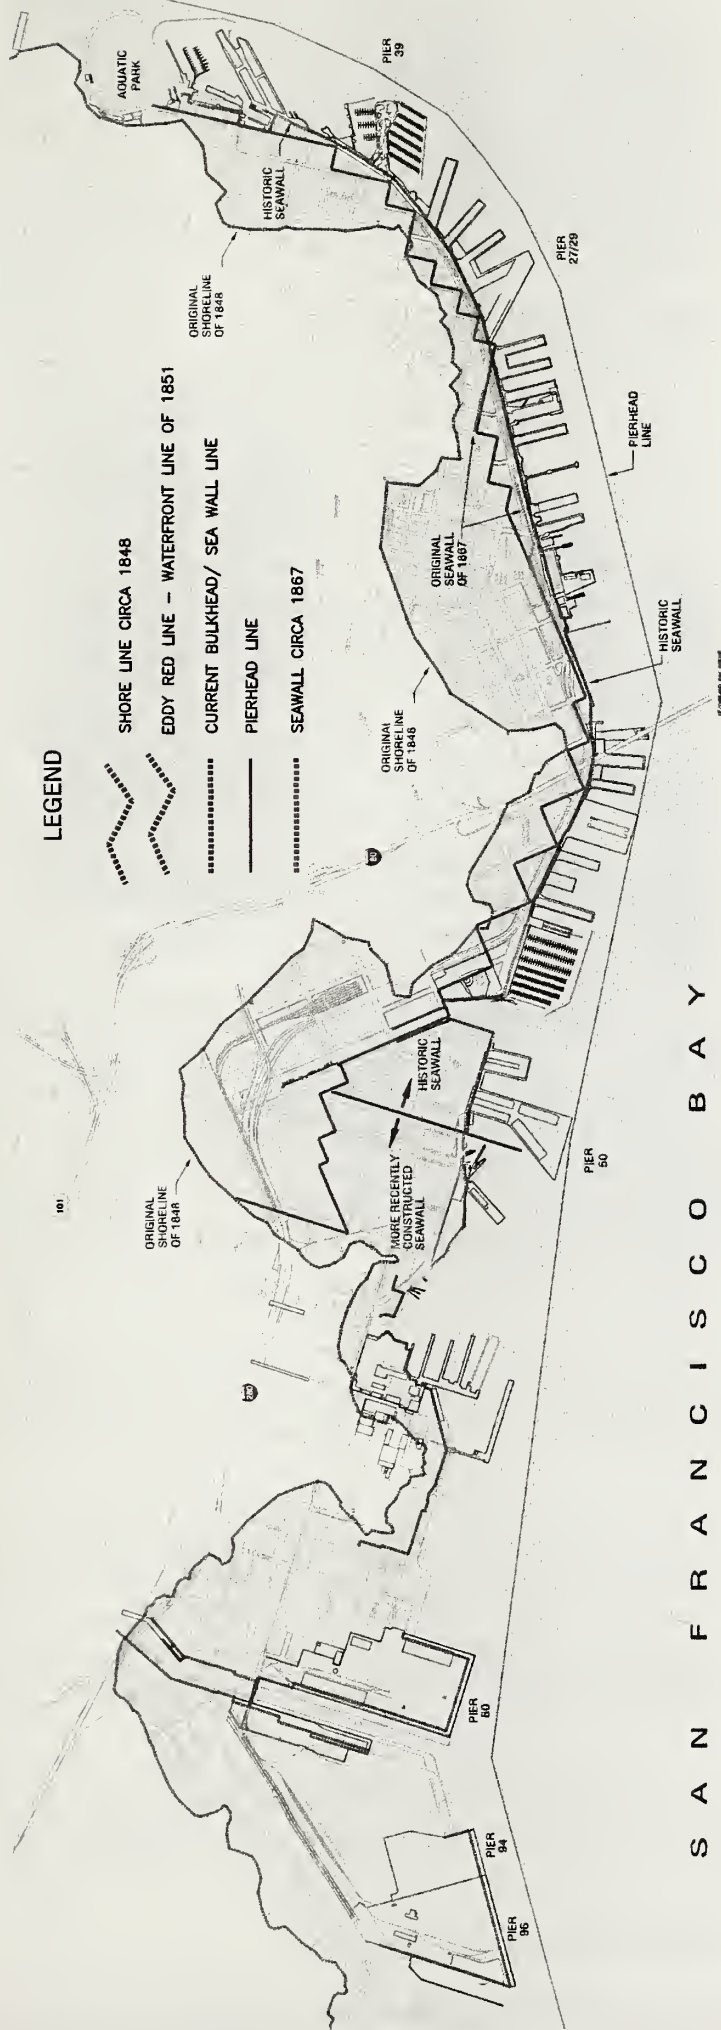 LEGEND
SHORE LINE CIRCA 1848
EDDY RED LINE – WATERFRONT LINE OF 1851
CURRENT BULKHEAD/ SEA WALL LINE
PIERHEAD LINE
SEAWALL CIRCA 1867
101
280
80
ORIGINAL
SHORELINE
OF 1848
ORIGINAL
SHORELINE
OF 1848
ORIGINAL
SHORELINE
OF 1848
AQUATIC
PARK
HISTORIC
SEAWALL
PIER
39
PIER
27/29
ORIGINAL
SEAWALL
OF 1867
PIERHEAD
LINE
HISTORIC
SEAWALL
MORE RECENTLY
CONSTRUCTED
SEAWALL
HISTORIC
SEAWALL
PIER
50
PIER
80
PIER
94
PIER
96
SAN FRANCISCO BAY